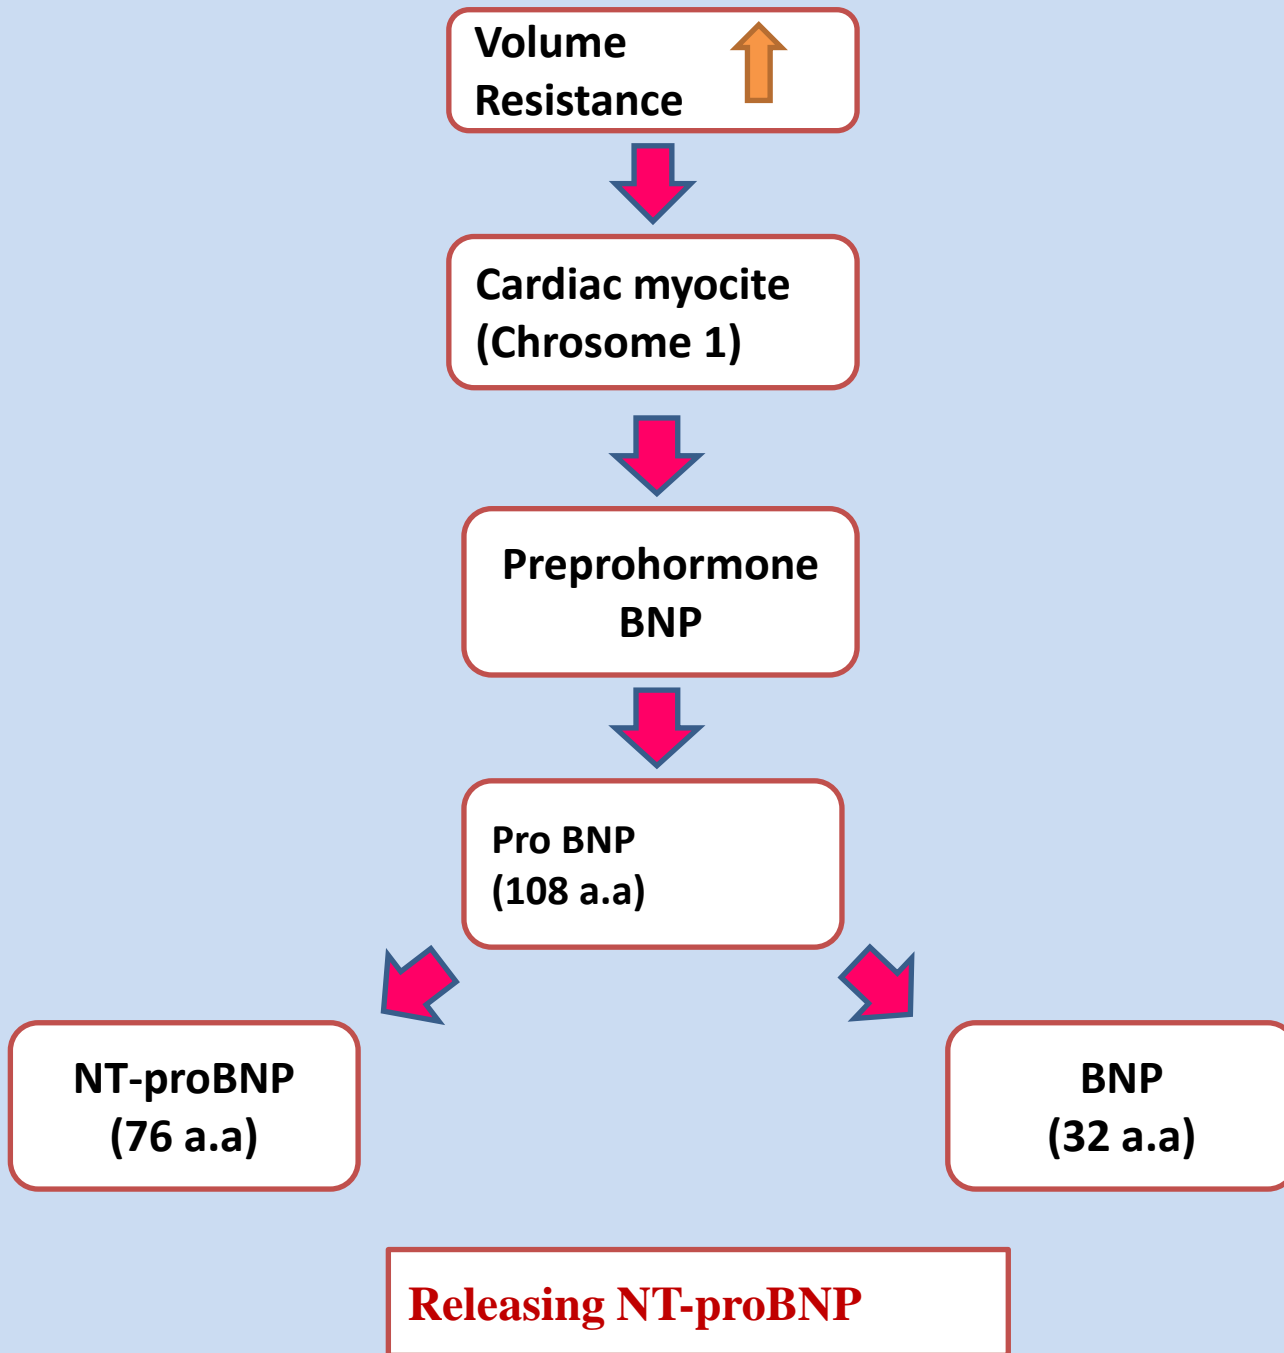 Volume
Resistance
Cardiac myocite
(Chrosome 1)
Preprohormone
BNP
Pro BNP
(108 a.a)
NT-proBNP
(76 a.a)
BNP
(32 a.a)
Releasing NT-proBNP